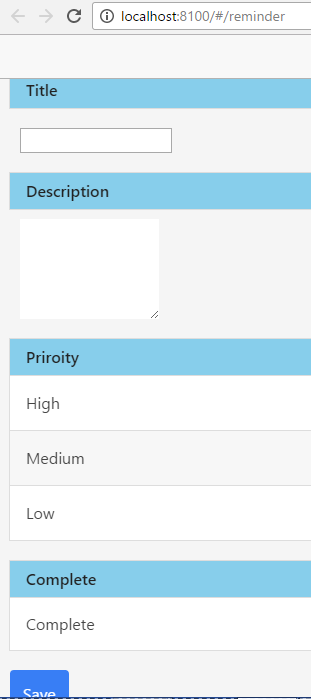 localhost:8100/#/reminder
Title
Description
Priroity
High
Medium
Low
Complete
Complete
Save